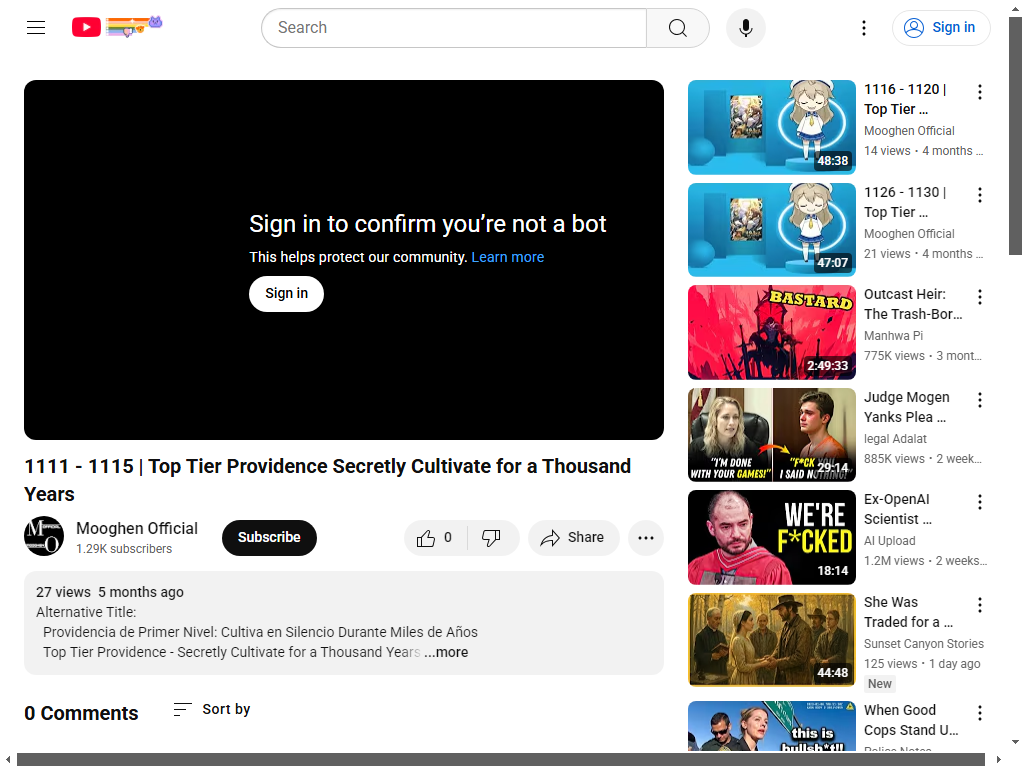 Search
Sign in
Sign in to confirm you’re not a bot
This helps protect our community. Learn more
Sign in
1111 - 1115 | Top Tier Providence Secretly Cultivate for a Thousand
Years
Mooghen Official
1.29K subscribers
Subscribe
0
Share
27 views 5 months ago
Alternative Title:
Providencia de Primer Nivel: Cultiva en Silencio Durante Miles de Años
Top Tier Providence - Secretly Cultivate for a Thousand Years ...more
0 Comments
Sort by
48:38
1116 - 1120 |
Top Tier …
Mooghen Official
14 views • 4 months …
47:07
1126 - 1130 |
Top Tier …
Mooghen Official
21 views • 4 months …
BASTARD
2:49:33
Outcast Heir:
The Trash-Bor…
Manhwa Pi
775K views • 3 mont…
"I'M DONE
WITH YOUR GAMES!"
"F*CK YOU,
I SAID NOTHING!"
29:14
Judge Mogen
Yanks Plea …
legal Adalat
885K views • 2 week…
WE'RE
F*CKED
18:14
Ex-OpenAI
Scientist …
AI Upload
1.2M views • 2 weeks…
44:48
She Was
Traded for a …
Sunset Canyon Stories
125 views • 1 day ago
New
this is
bullsh*t!!
When Good
Cops Stand U…
Police Notes